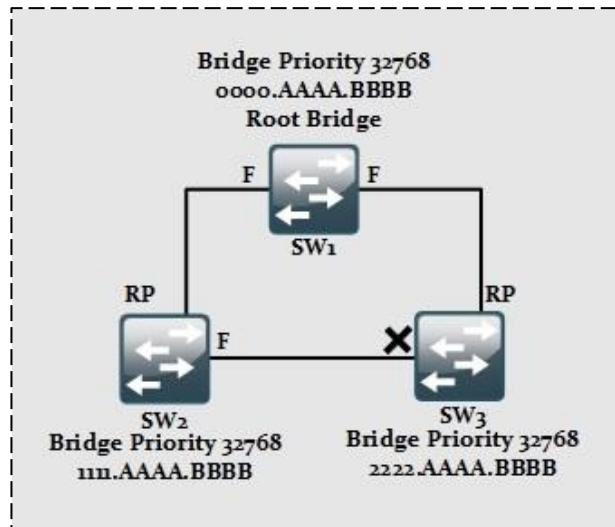 Bridge Priority 32768
0000.AAAA.BBBB
Root Bridge
F F
SW1
RP RP
F
SW2 SW3
Bridge Priority 32768 Bridge Priority 32768
1111.AAAA.BBBB 2222.AAAA.BBBB